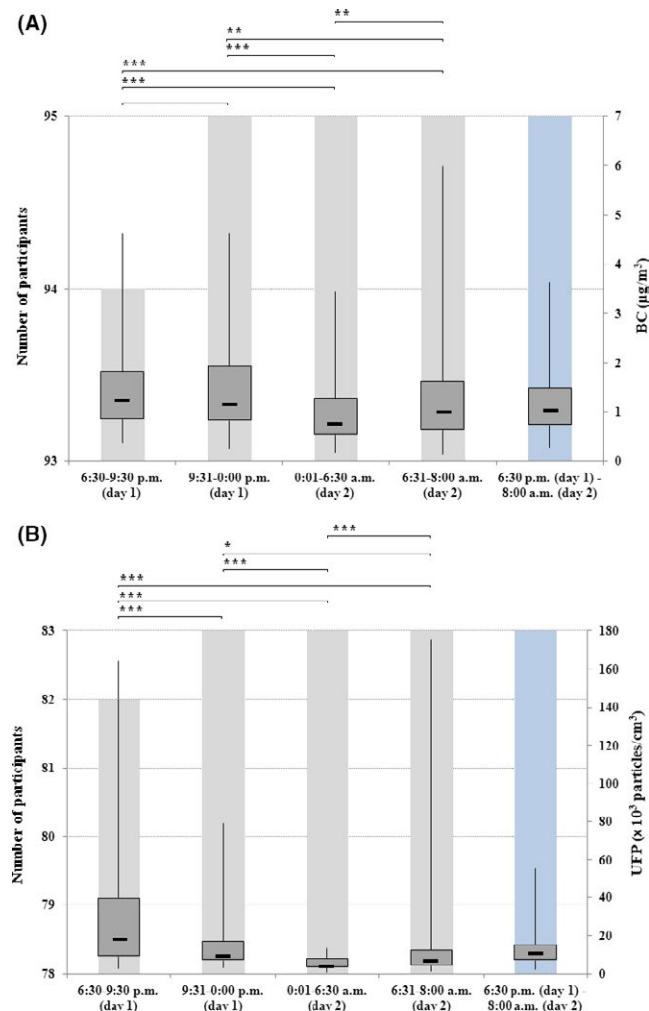 (A)
**
**
***
***
***
95
94
93
Number of participants
7
6
5
4
3
2
1
0
BC (µg/m³)
6:30-9:30 p.m.
(day 1)
9:31-0:00 p.m.
(day 1)
0:01-6:30 a.m.
(day 2)
6:31-8:00 a.m.
(day 2)
6:30 p.m. (day 1) -
8:00 a.m. (day 2)
(B)
***
*
***
***
***
***
83
82
81
80
79
78
Number of participants
180
160
140
120
100
80
60
40
20
0
UFP (x 10³ particles/cm³)
6:30 9:30 p.m.
(day 1)
9:31-0:00 p.m.
(day 1)
0:01 6:30 a.m.
(day 2)
6:31-8:00 a.m.
(day 2)
6:30 p.m. (day 1) -
8:00 a.m. (day 2)